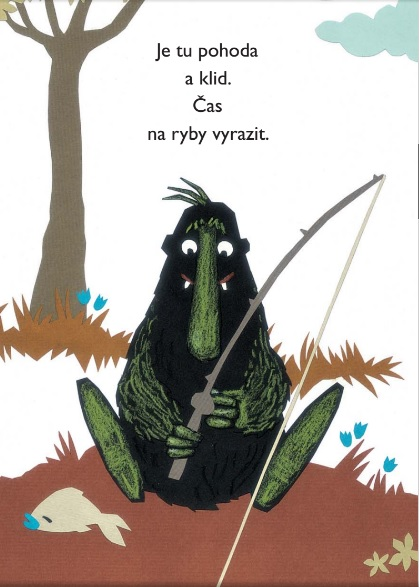 Je tu pohoda
a klid.
Čas
na ryby vyrazit.